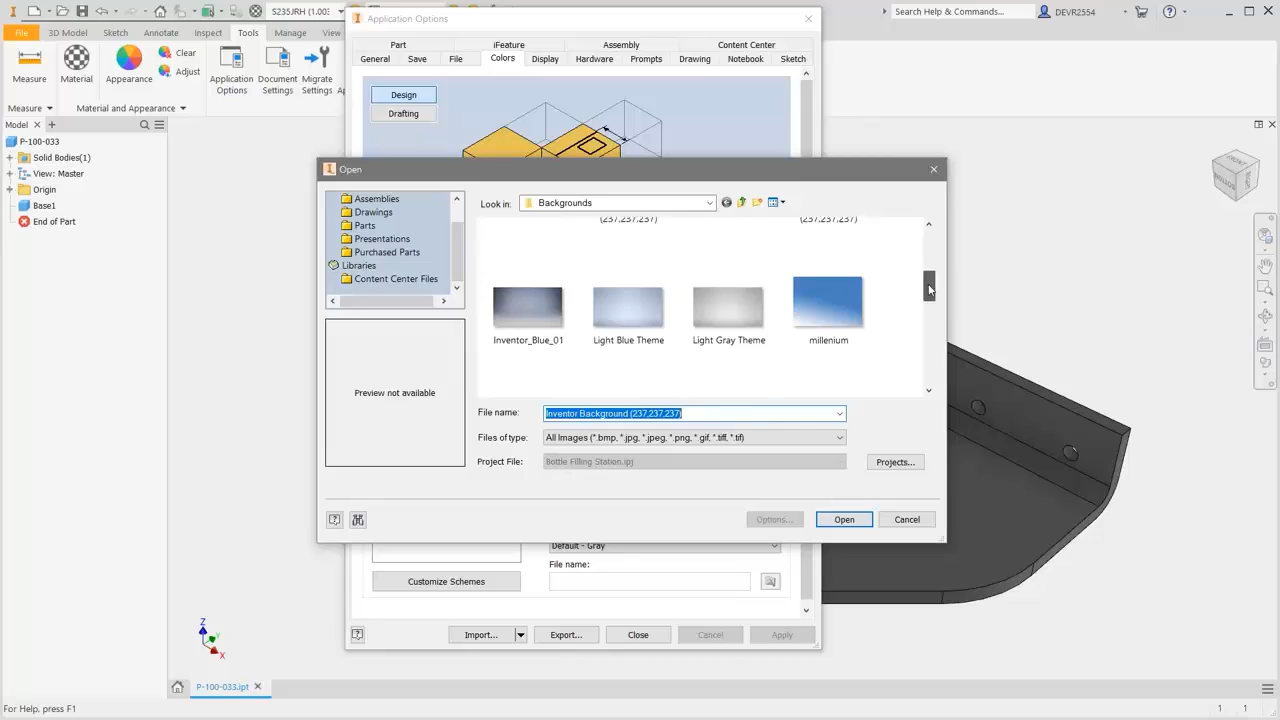 S235JRH (1.003
Search Help & Commands...
DEVR2554
File
3D Model
Sketch
Annotate
Inspect
Tools
Manage
View
Measure
Material
Appearance
Clear
Adjust
Application
Options
Document
Settings
Migrate
Settings
Measure
Material and Appearance
Model
P-100-033
Solid Bodies(1)
View: Master
Origin
Base1
End of Part
Application Options
Part
iFeature
Assembly
Content Center
General
Save
File
Colors
Display
Hardware
Prompts
Drawing
Notebook
Sketch
Design
Drafting
Open
Assemblies
Drawings
Parts
Presentations
Purchased Parts
Libraries
Content Center Files
Look in:
Backgrounds
(237,237,237)
(237,237,237)
Inventor_Blue_01
Light Blue Theme
Light Gray Theme
millenium
Preview not available
File name:
Inventor Background (237,237,237)
Files of type:
All Images (*.bmp, *.jpg, *.jpeg, *.png, *.gif, *.tiff, *.tif)
Project File:
Bottle Filling Station.ipj
Projects...
Options...
Open
Cancel
Default - Gray
File name:
Customize Schemes
Import...
Export...
Close
Cancel
Apply
FRONT
BOTTOM
Z
Y
X
P-100-033.ipt
For Help, press F1
1
1